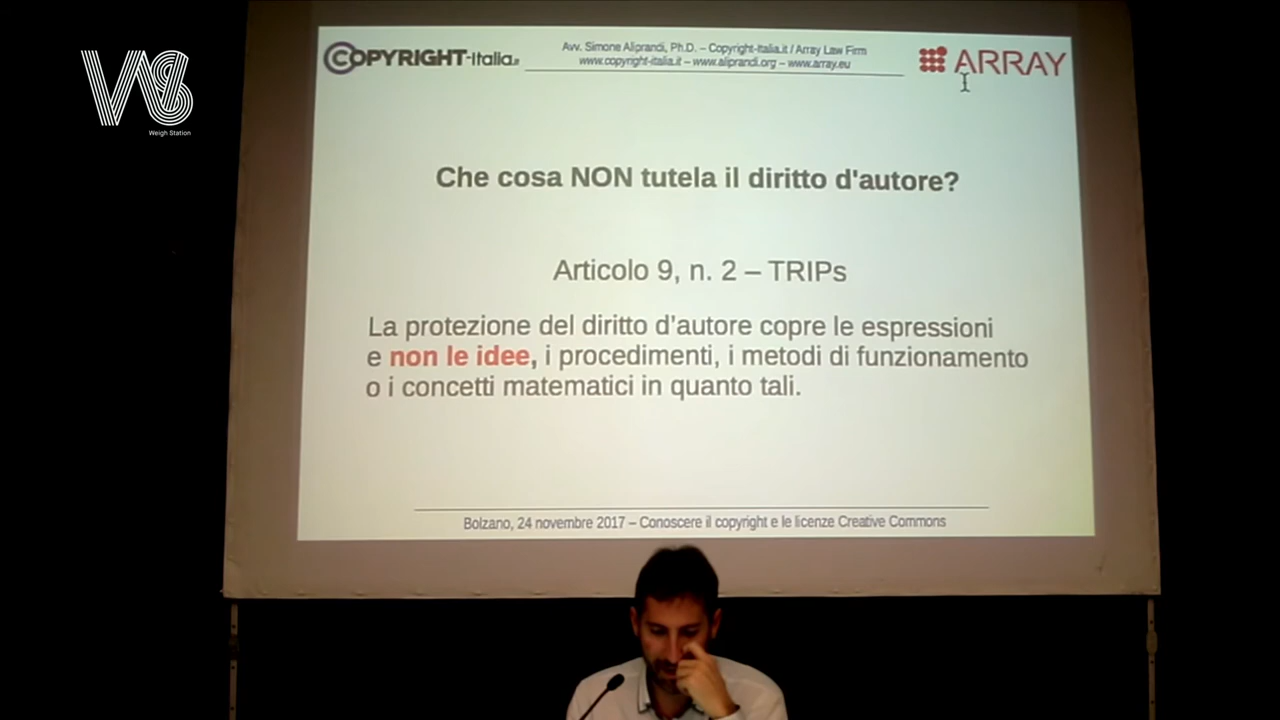 WS
Weigh Station
COPYRIGHT-Italia.it
Avv. Simone Aliprandi, Ph.D. – Copyright-Italia.it / Array Law Firm
www.copyright-italia.it – www.aliprandi.org – www.array.eu
ARRAY
Che cosa NON tutela il diritto d'autore?
Articolo 9, n. 2 – TRIPs
La protezione del diritto d'autore copre le espressioni
e non le idee, i procedimenti, i metodi di funzionamento
o i concetti matematici in quanto tali.
Bolzano, 24 novembre 2017 – Conoscere il copyright e le licenze Creative Commons